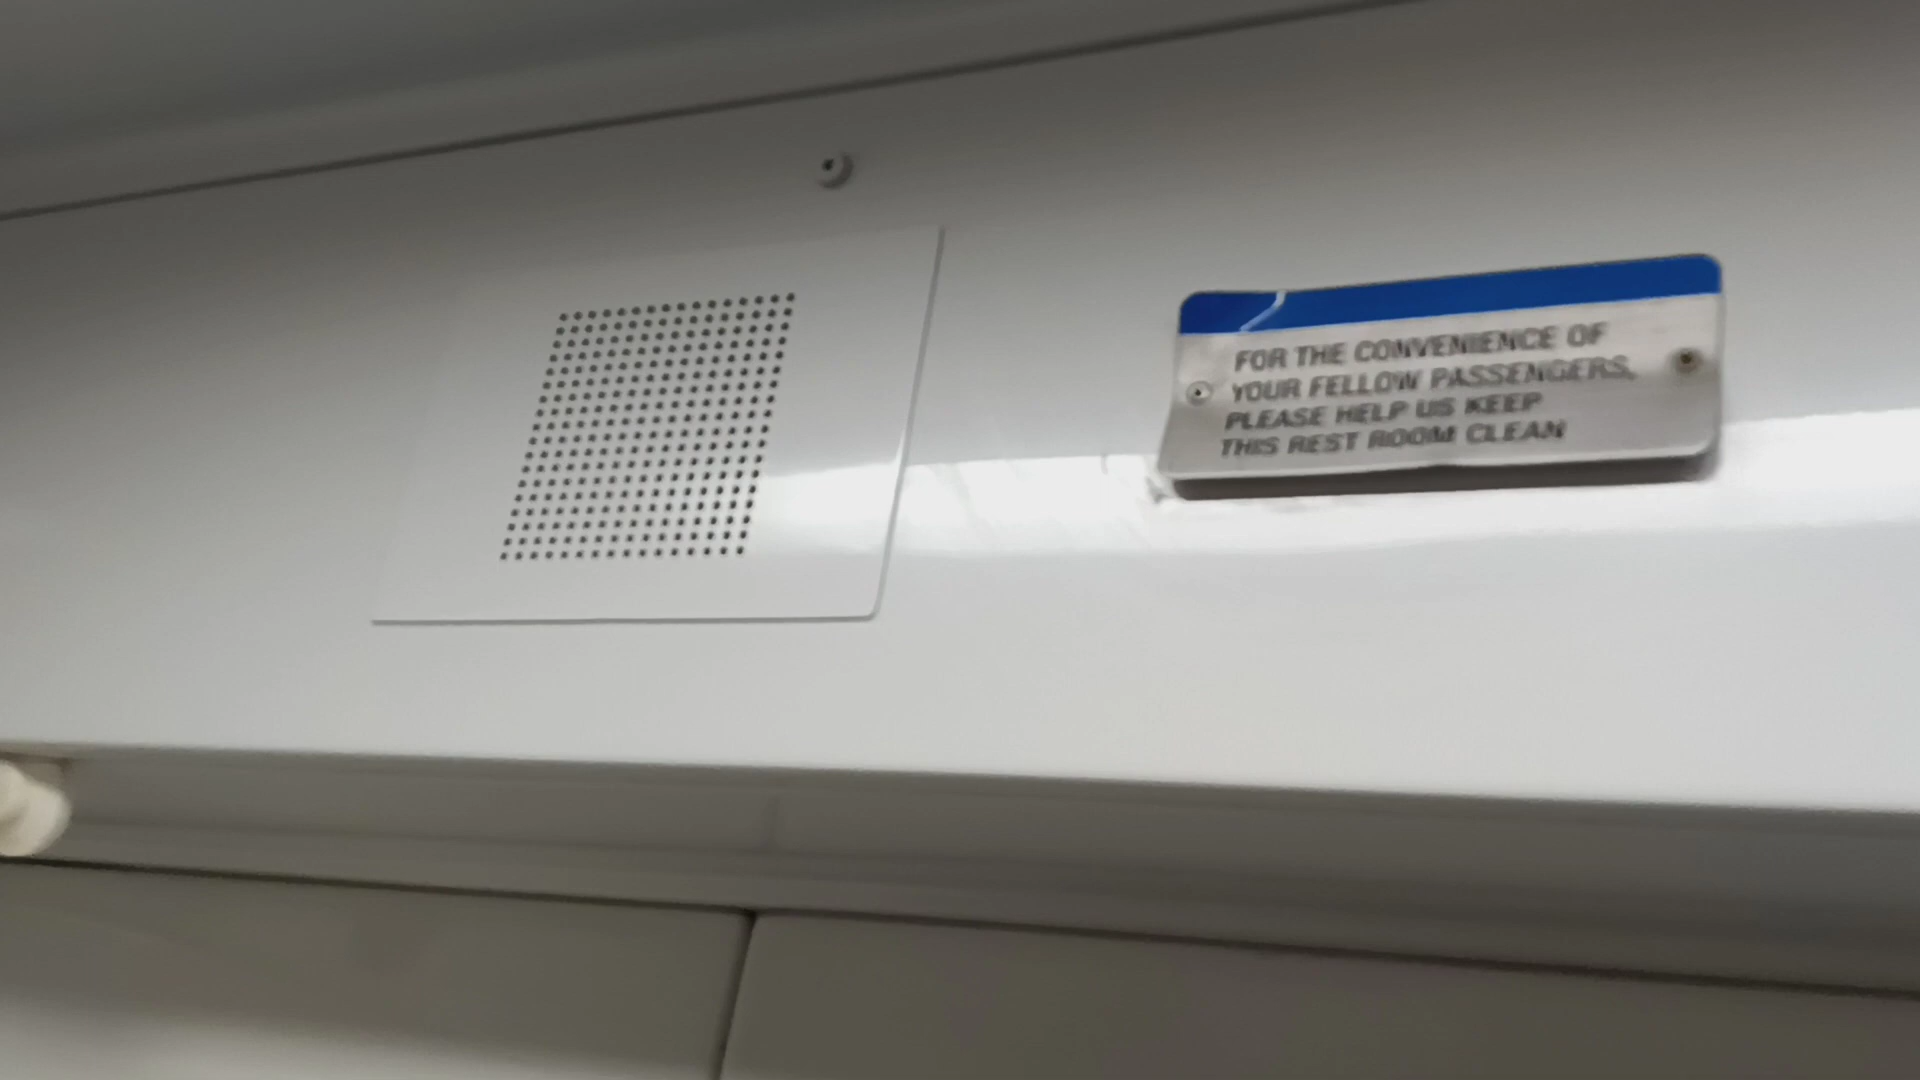 FOR THE CONVENIENCE OF
YOUR FELLOW PASSENGERS,
PLEASE HELP US KEEP
THIS REST ROOM CLEAN